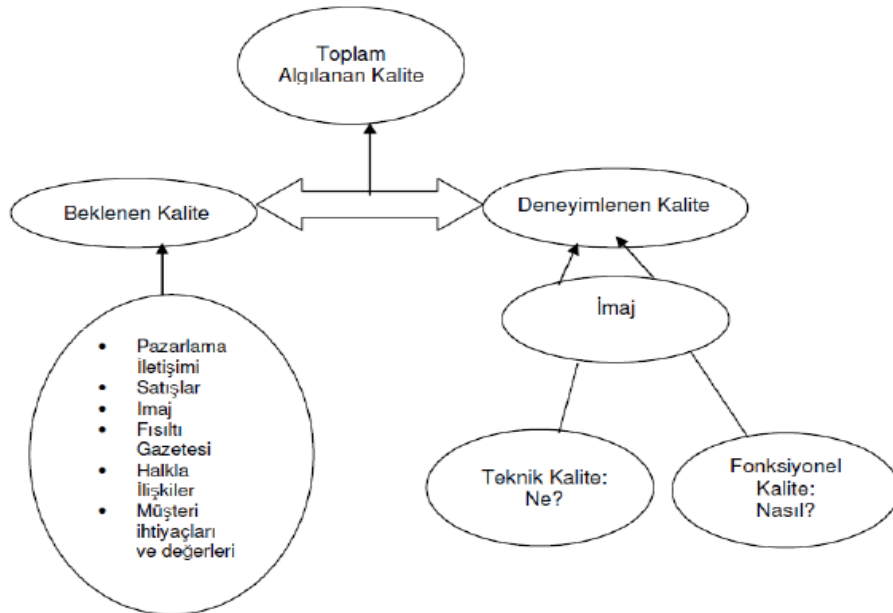 Toplam
Algılanan Kalite
Beklenen Kalite
Deneyimlenen Kalite
İmaj
• Pazarlama
İletişimi
• Satışlar
• Imaj
• Fısıltı
Gazetesi
• Halkla
İlişkiler
• Müşteri
ihtiyaçları
ve değerleri
Teknik Kalite:
Ne?
Fonksiyonel
Kalite:
Nasıl?